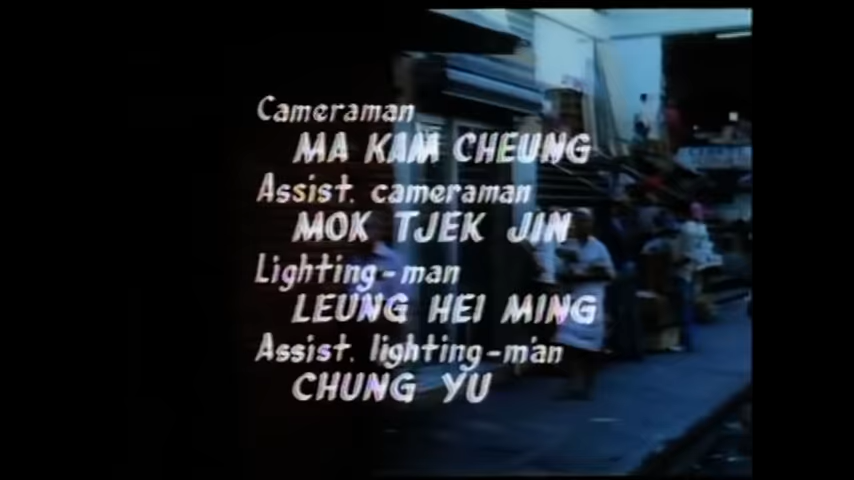 Cameraman
MA KAM CHEUNG
Assist. cameraman
MOK TJEK JIN
Lighting-man
LEUNG HEI MING
Assist. lighting-man
CHUNG YU